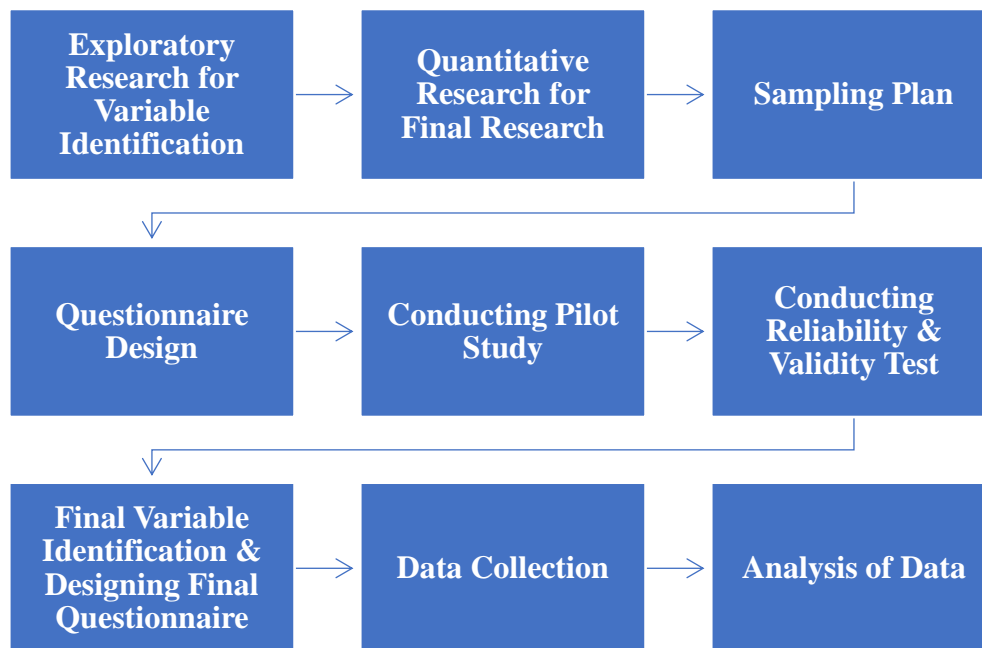 Exploratory
Research for
Variable
Identification
Quantitative
Research for
Final Research
Sampling Plan
Questionnaire
Design
Conducting Pilot
Study
Conducting
Reliability &
Validity Test
Final Variable
Identification &
Designing Final
Questionnaire
Data Collection
Analysis of Data